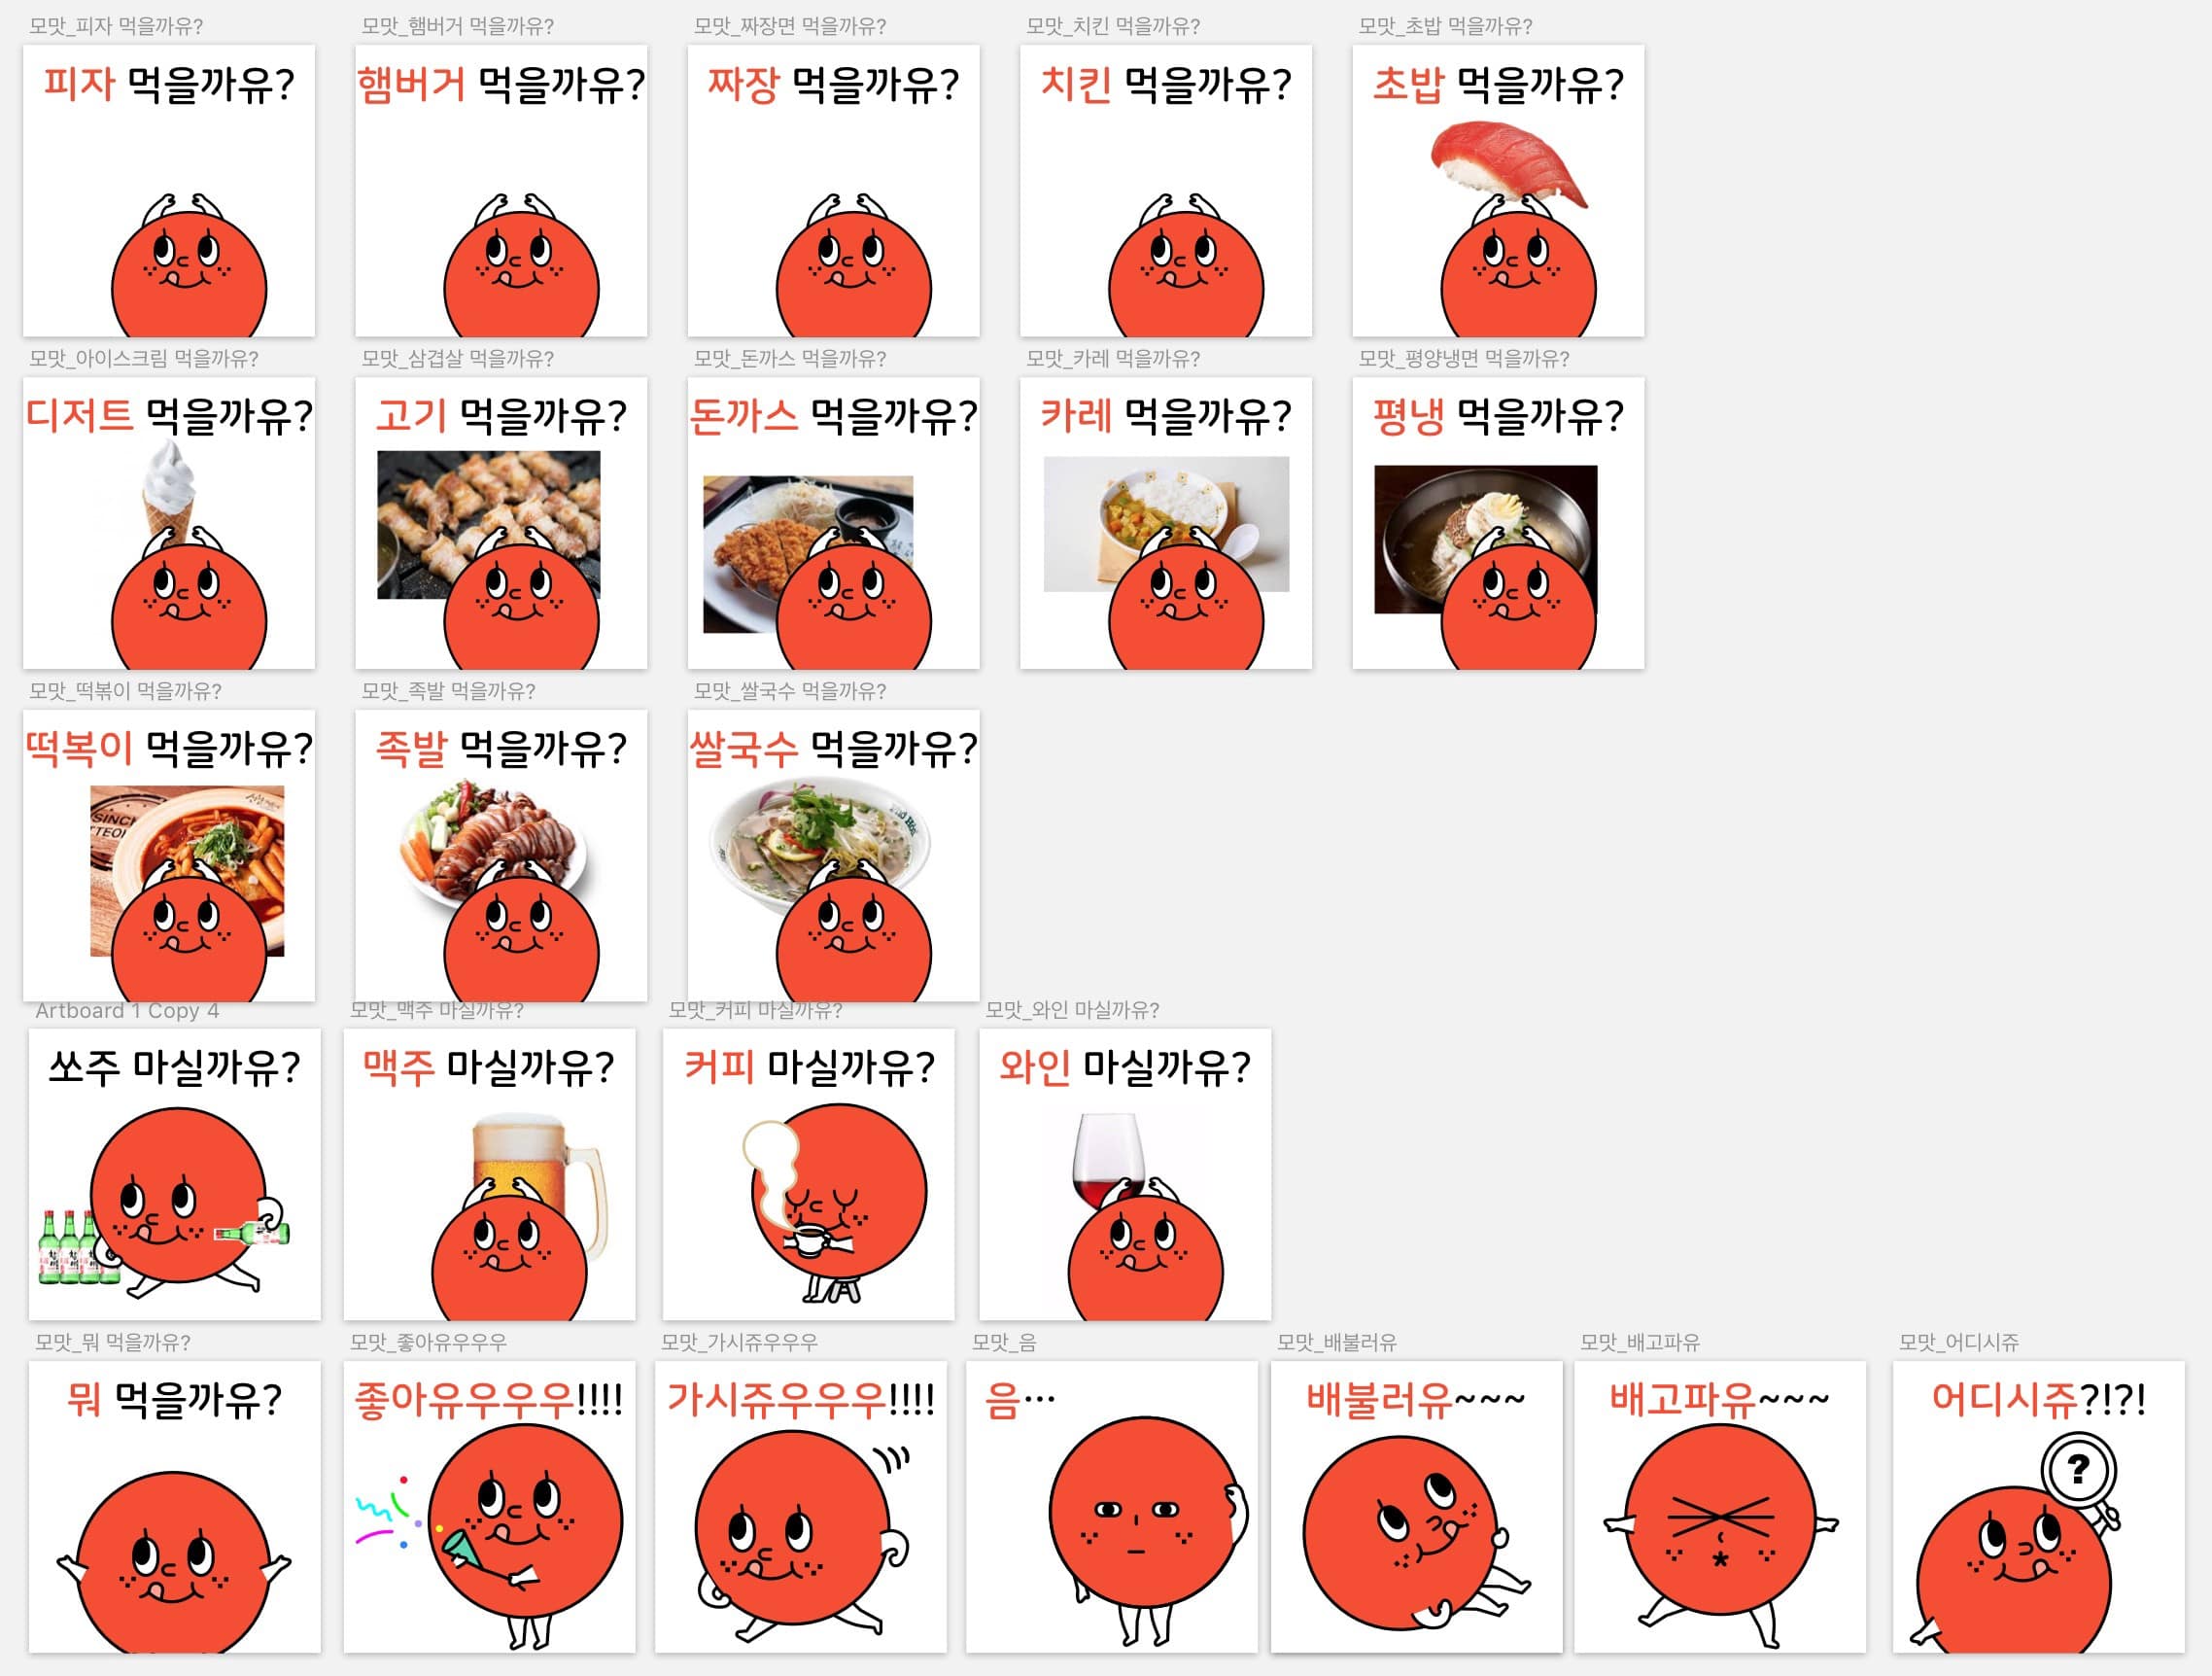 모맛_피자 먹을까유?
모맛_햄버거 먹을까유?
모맛_짜장면 먹을까유?
모맛_치킨 먹을까유?
모맛_초밥 먹을까유?
피자 먹을까유?
햄버거 먹을까유?
짜장 먹을까유?
치킨 먹을까유?
초밥 먹을까유?
모맛_아이스크림 먹을까유?
모맛_삼겹살 먹을까유?
모맛_돈까스 먹을까유?
모맛_카레 먹을까유?
모맛_평양냉면 먹을까유?
디저트 먹을까유?
고기 먹을까유?
돈까스 먹을까유?
카레 먹을까유?
평냉 먹을까유?
모맛_떡볶이 먹을까유?
모맛_족발 먹을까유?
모맛_쌀국수 먹을까유?
떡복이 먹을까유?
족발 먹을까유?
쌀국수 먹을까유?
Artboard 1 Copy 4
모맛_맥주 마실까유?
모맛_커피 마실까유?
모맛_와인 마실까유?
쏘주 마실까유?
맥주 마실까유?
커피 마실까유?
와인 마실까유?
모맛_뭐 먹을까유?
모맛_좋아유우우우
모맛_가시쥬우우우
모맛_음
모맛_배불러유
모맛_배고파유
모맛_어디시쥬
뭐 먹을까유?
좋아유우우우!!!!
가시쥬우우우!!!!
음…
배불러유~~~
배고파유~~~
어디시쥬?!?!
?